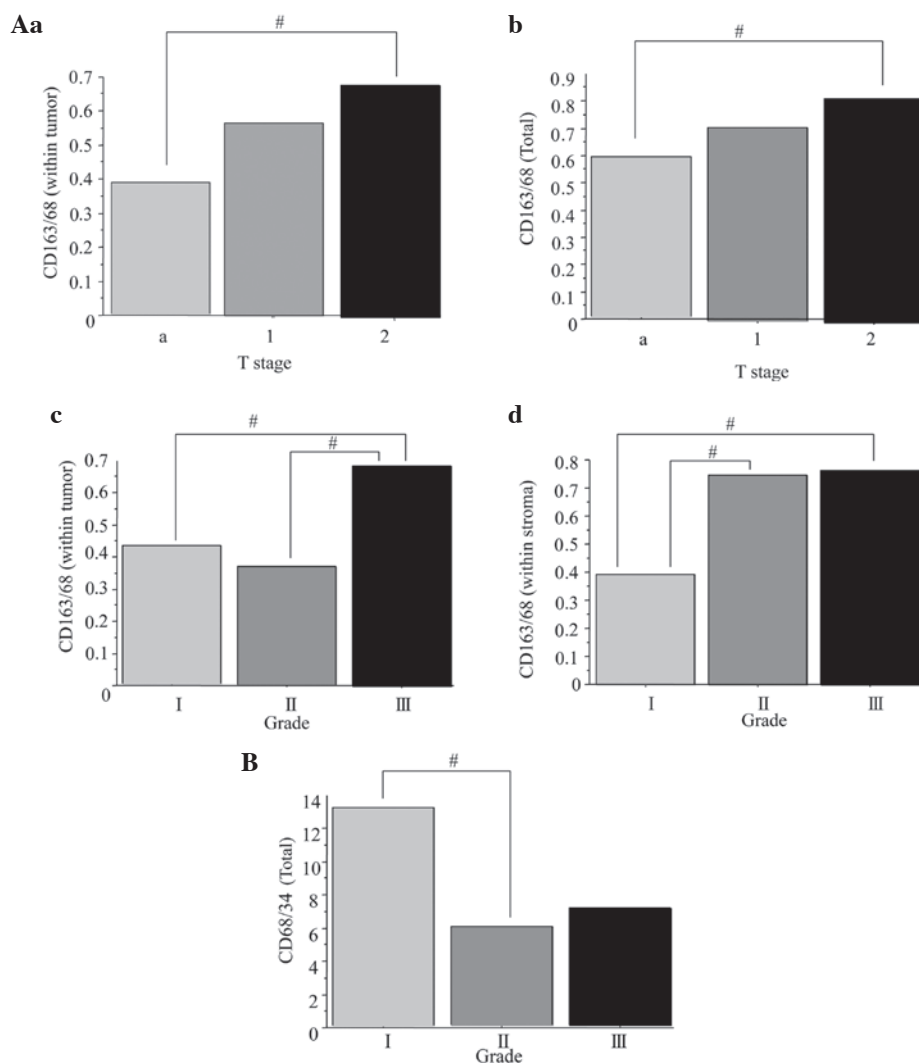 Aa
#
CD163/68 (within tumor)
0.7
0.6
0.5
0.4
0.3
0.2
0.1
0
a 1 2
T stage
b
#
CD163/68 (Total)
0.9
0.8
0.7
0.6
0.5
0.4
0.3
0.2
0.1
0
a 1 2
T stage
c
#
#
CD163/68 (within tumor)
0.7
0.6
0.5
0.4
0.3
0.2
0.1
0
I II III
Grade
d
#
#
CD163/68 (within stroma)
0.8
0.7
0.6
0.5
0.4
0.3
0.2
0.1
0
I II III
Grade
B
#
CD68/34 (Total)
14
12
10
8
6
4
2
0
I II III
Grade